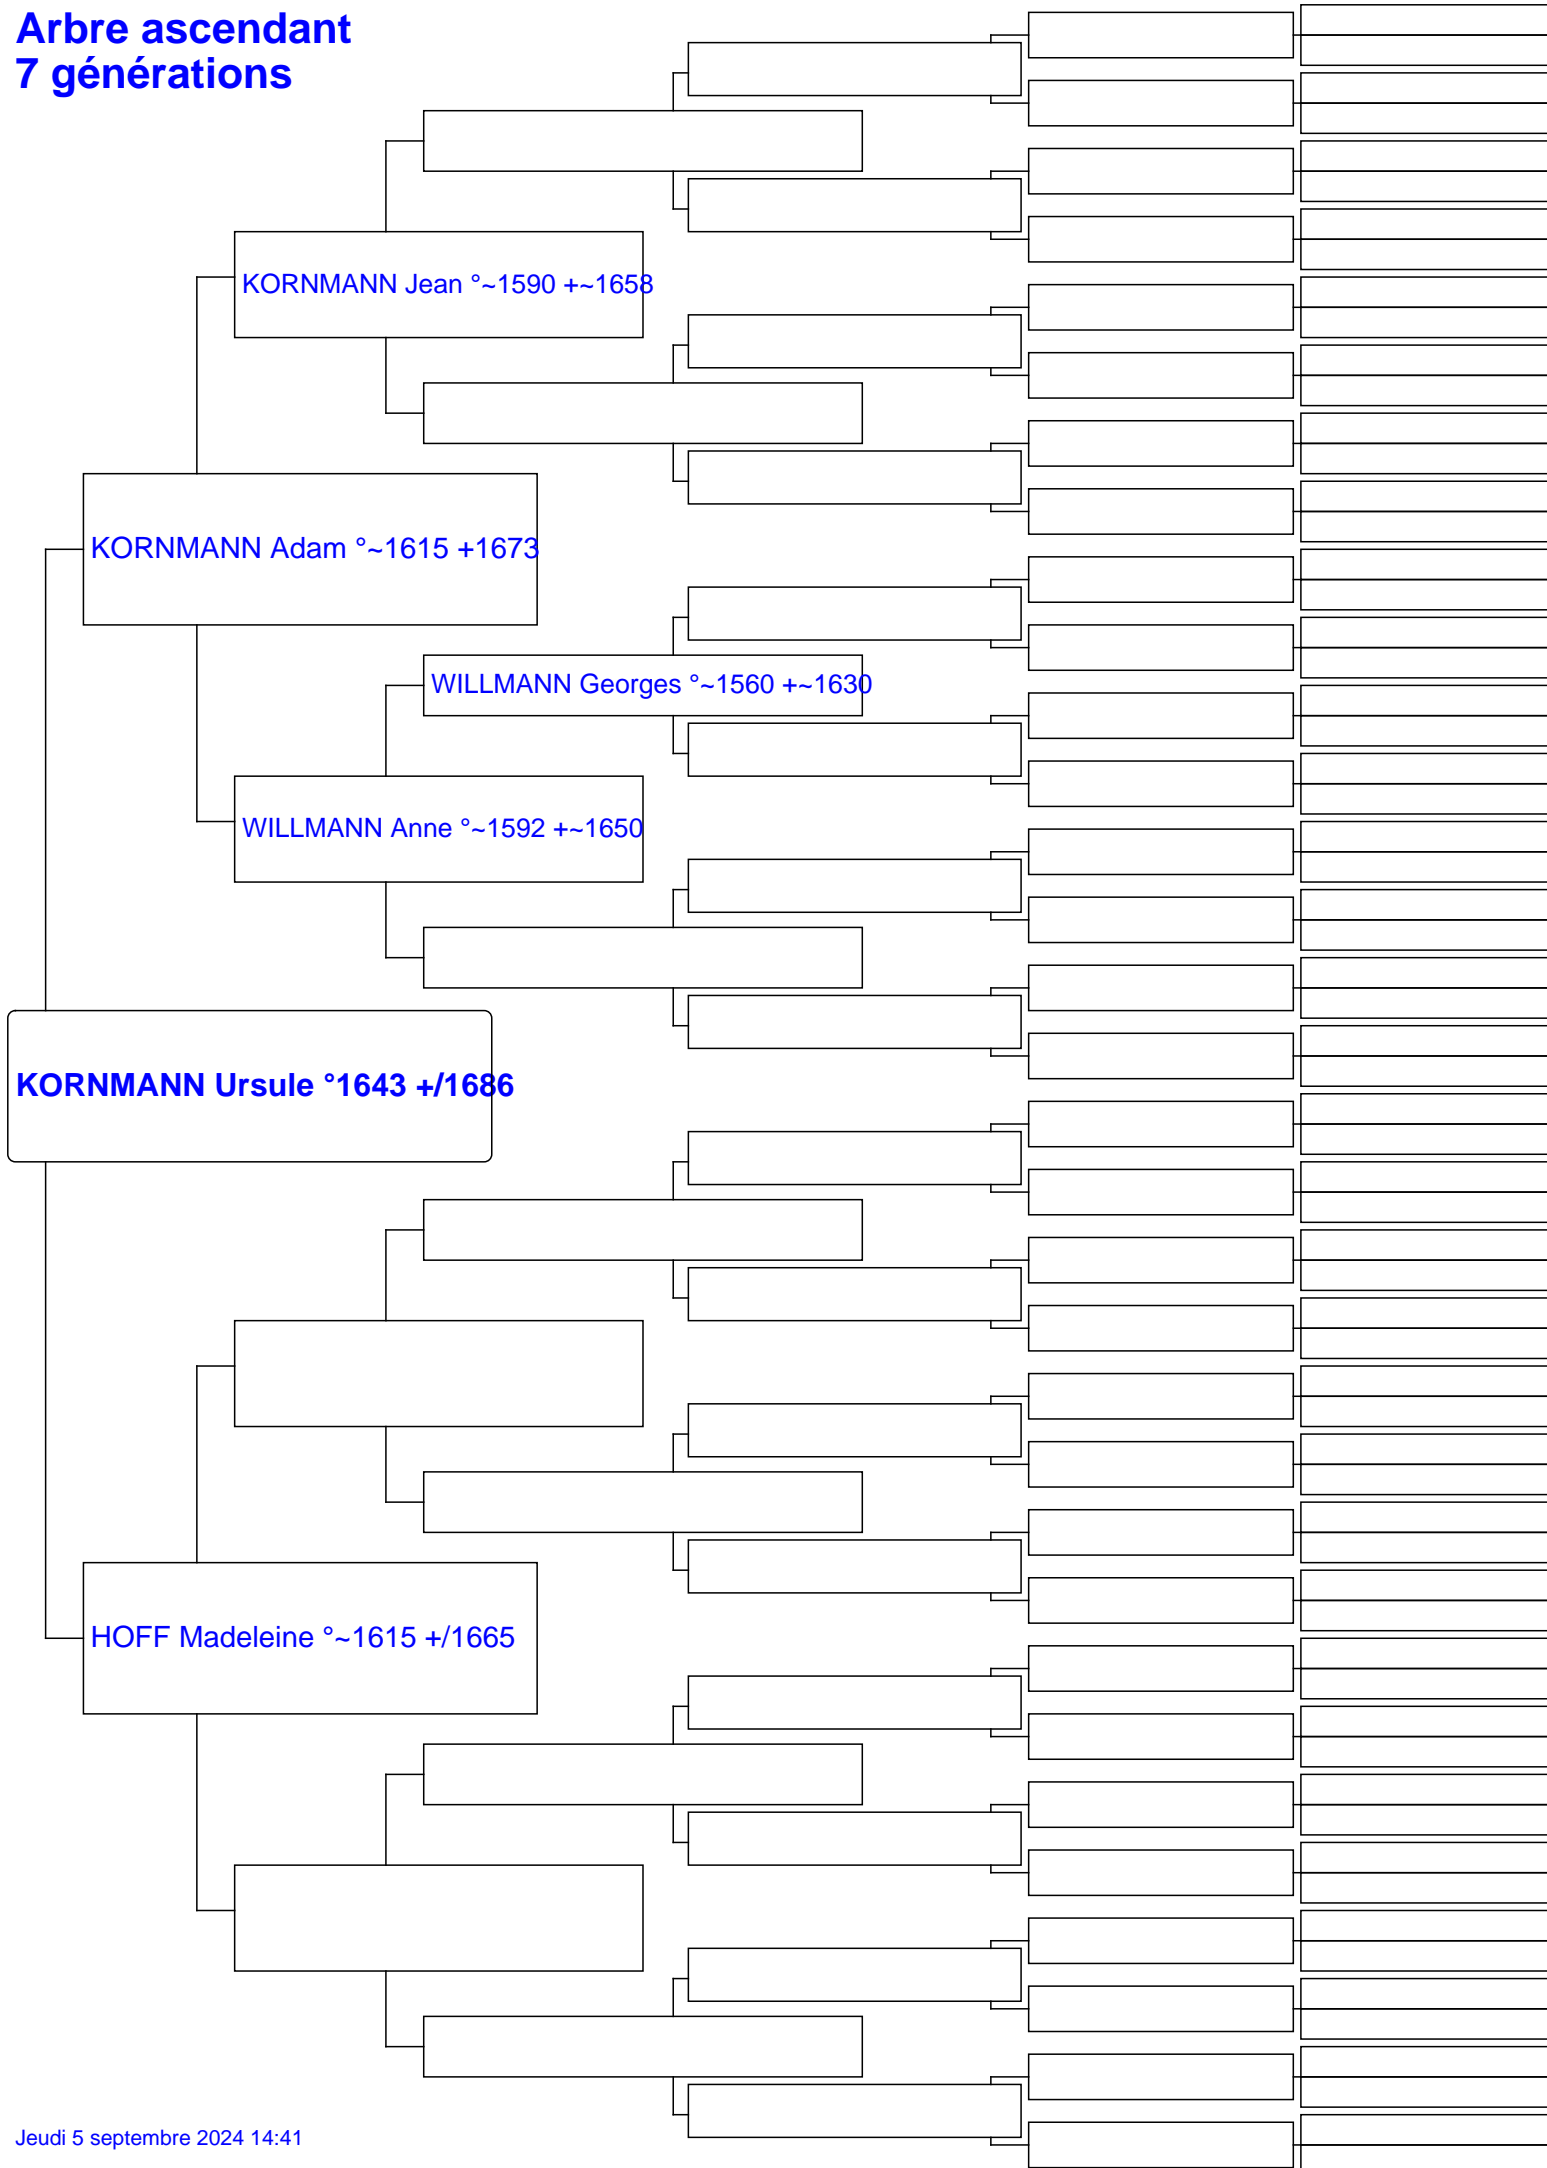 Arbre ascendant
7 générations
KORNMANN Jean °~1590 +~1658
KORNMANN Adam °~1615 +1673
WILLMANN Georges °~1560 +~1630
WILLMANN Anne °~1592 +~1650
KORNMANN Ursule °1643 +/1686
HOFF Madeleine °~1615 +/1665
Jeudi 5 septembre 2024 14:41